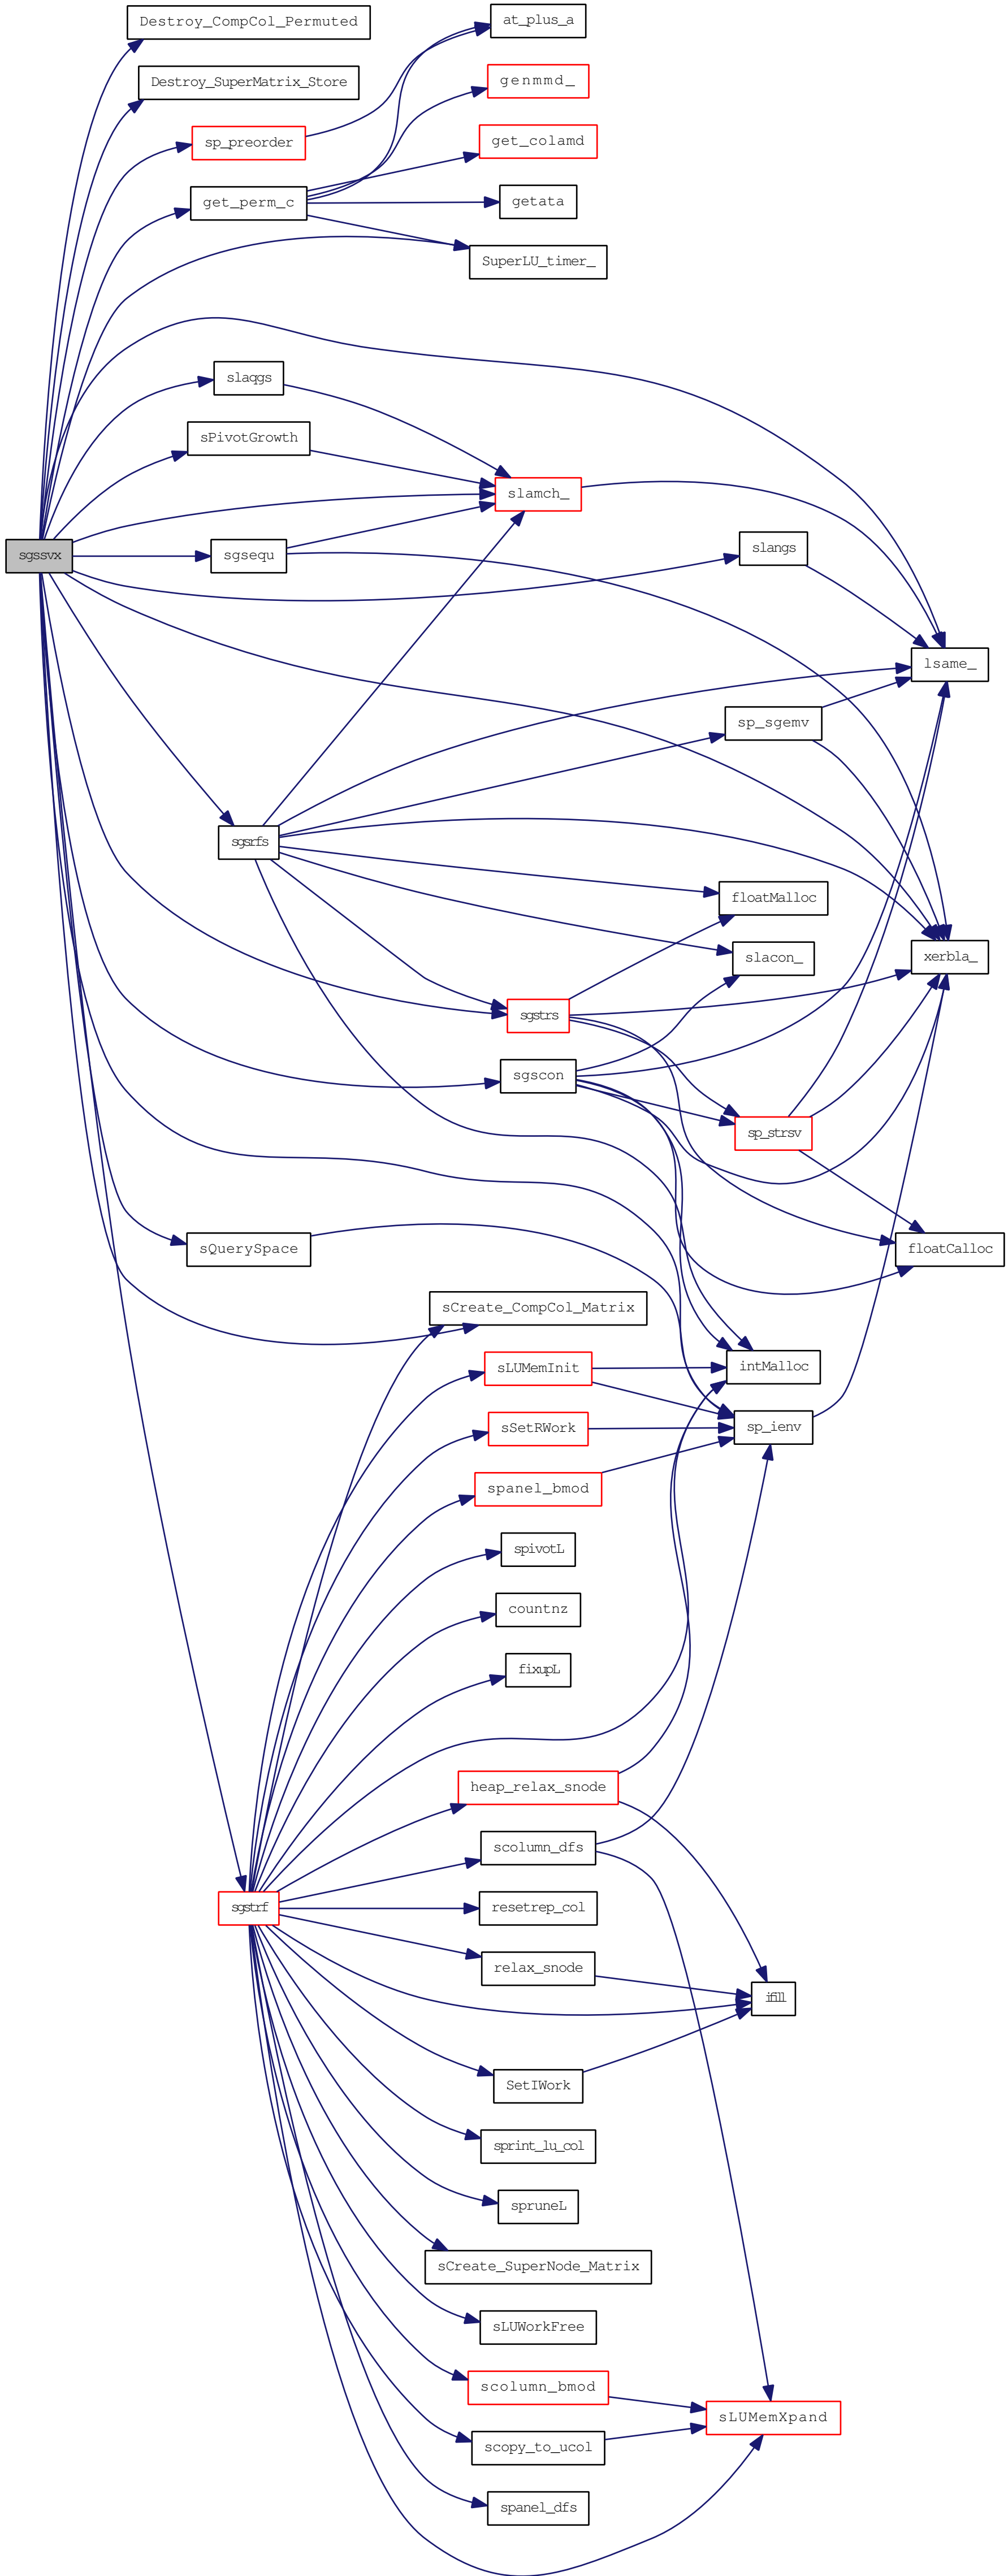 Destroy_CompCol_Permuted
at_plus_a
Destroy_SuperMatrix_Store
genmmd_
sp_preorder
get_colamd
get_perm_c
getata
SuperLU_timer_
slaqgs
sPivotGrowth
slamch_
sgssvx
sgsequ
slangs
lsame_
sp_sgemv
sgsrfs
floatMalloc
slacon_
xerbla_
sgstrs
sgscon
sp_strsv
sQuerySpace
floatCalloc
sCreate_CompCol_Matrix
sLUMemInit
intMalloc
sSetRWork
sp_ienv
spanel_bmod
spivotL
countnz
fixupL
heap_relax_snode
scolumn_dfs
sgstrf
resetrep_col
relax_snode
ifill
SetIWork
sprint_lu_col
spruneL
sCreate_SuperNode_Matrix
sLUWorkFree
scolumn_bmod
sLUMemXpand
scopy_to_ucol
spanel_dfs